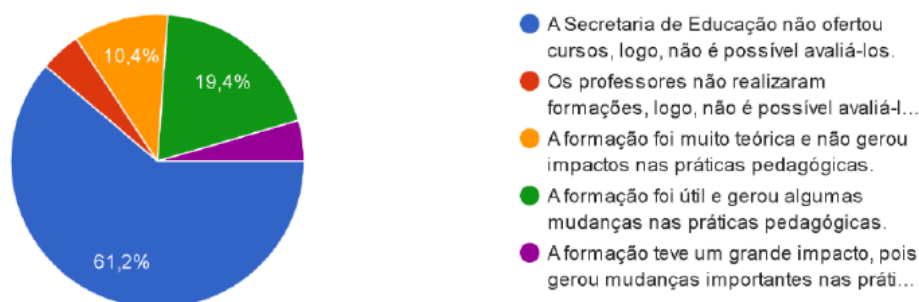 10,4%
19,4%
61,2%
A Secretaria de Educação não ofertou
cursos, logo, não é possível avaliá-los.
Os professores não realizaram
formações, logo, não é possível avaliá-l...
A formação foi muito teórica e não gerou
impactos nas práticas pedagógicas.
A formação foi útil e gerou algumas
mudanças nas práticas pedagógicas.
A formação teve um grande impacto, pois
gerou mudanças importantes nas práti...